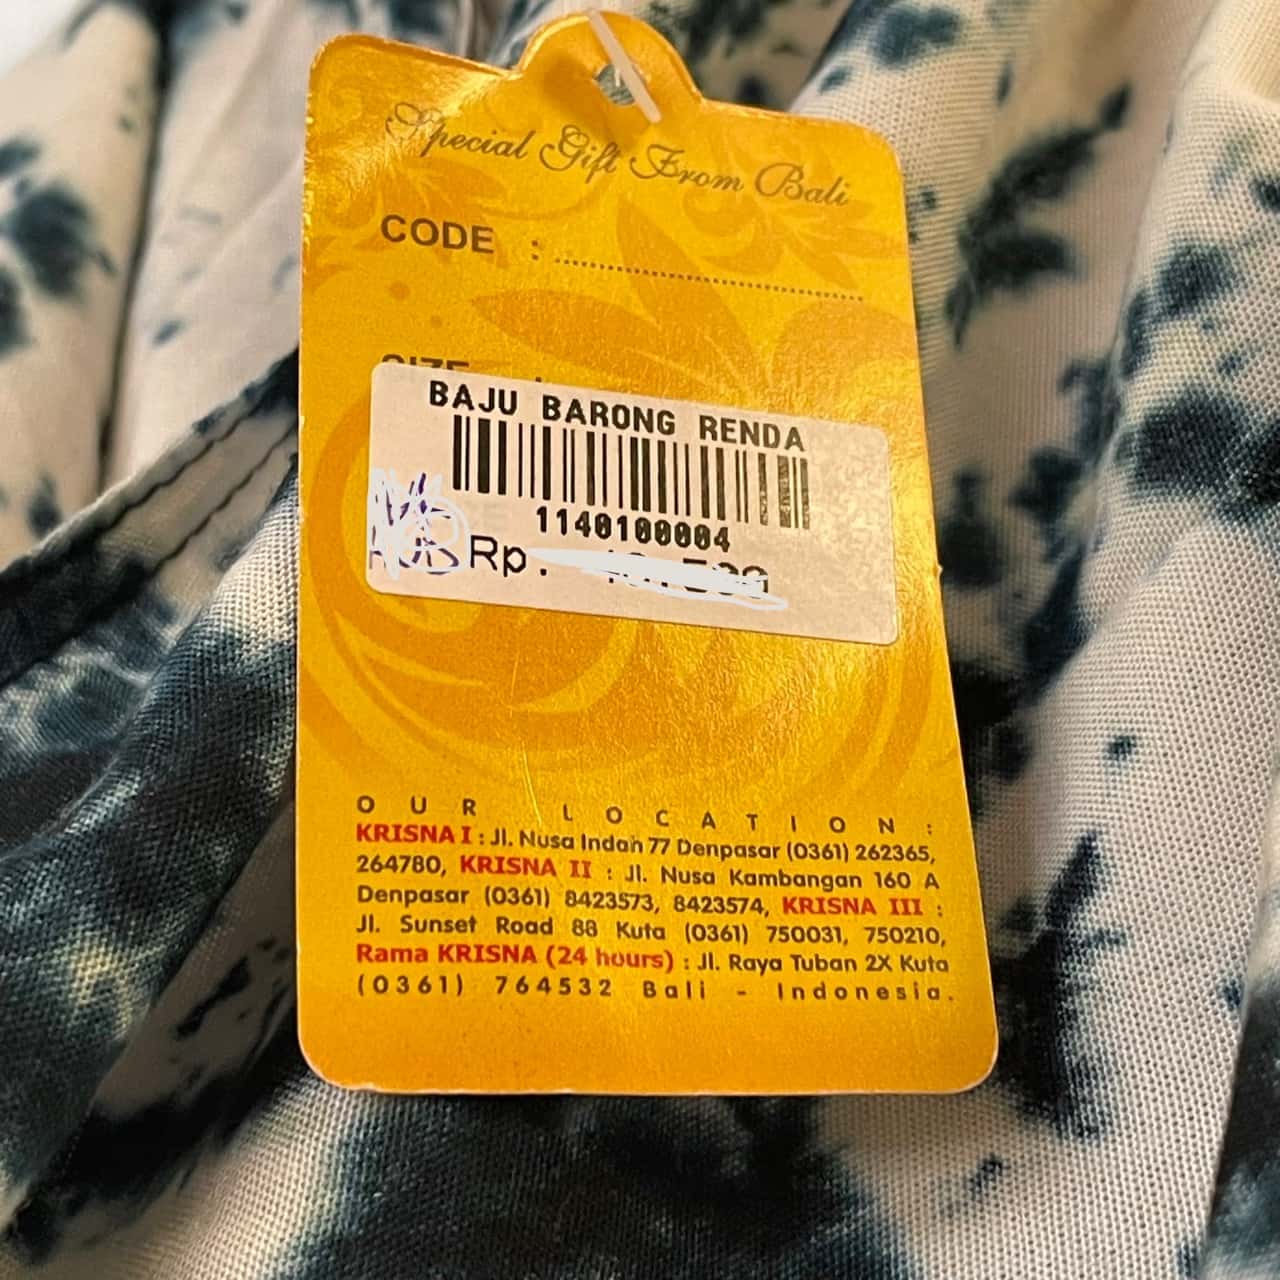 Special Gift From Bali
CODE : ..........................................
SIZE :
BAJU BARONG RENDA
1140100004
Rp.
OUR LOCATION:
KRISNA I : Jl. Nusa Indah 77 Denpasar (0361) 262365,
264780, KRISNA II : Jl. Nusa Kambangan 160 A
Denpasar (0361) 8423573, 8423574, KRISNA III :
Jl. Sunset Road 88 Kuta (0361) 750031, 750210,
Rama KRISNA (24 hours) : Jl. Raya Tuban 2X Kuta
(0361) 764532 Bali - Indonesia.